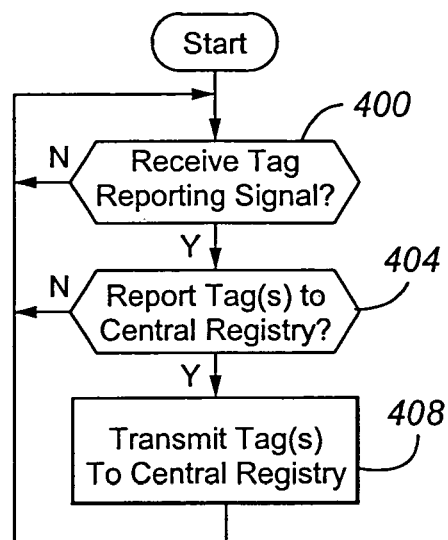 Start
400
N
Receive Tag
Reporting Signal?
Y
404
N
Report Tag(s) to
Central Registry?
Y
408
Transmit Tag(s)
To Central Registry